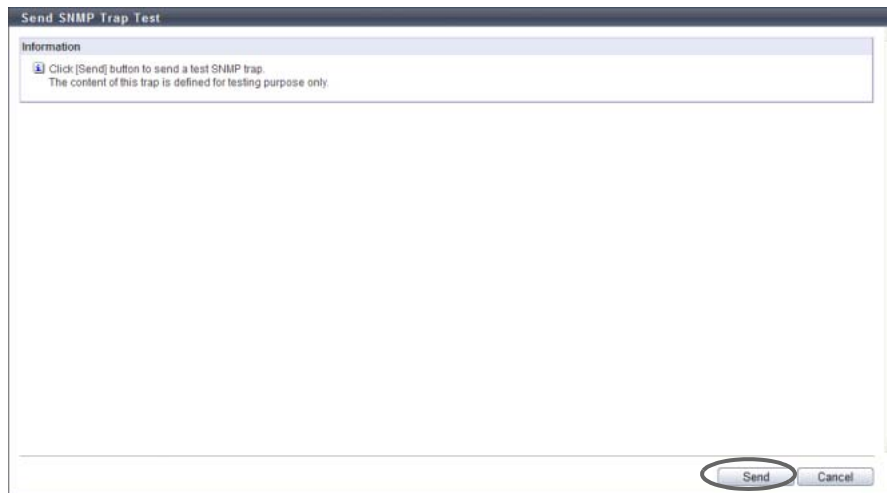 Send SNMP Trap Test
Information
Click [Send] button to send a test SNMP trap.
The content of this trap is defined for testing purpose only.
Send Cancel